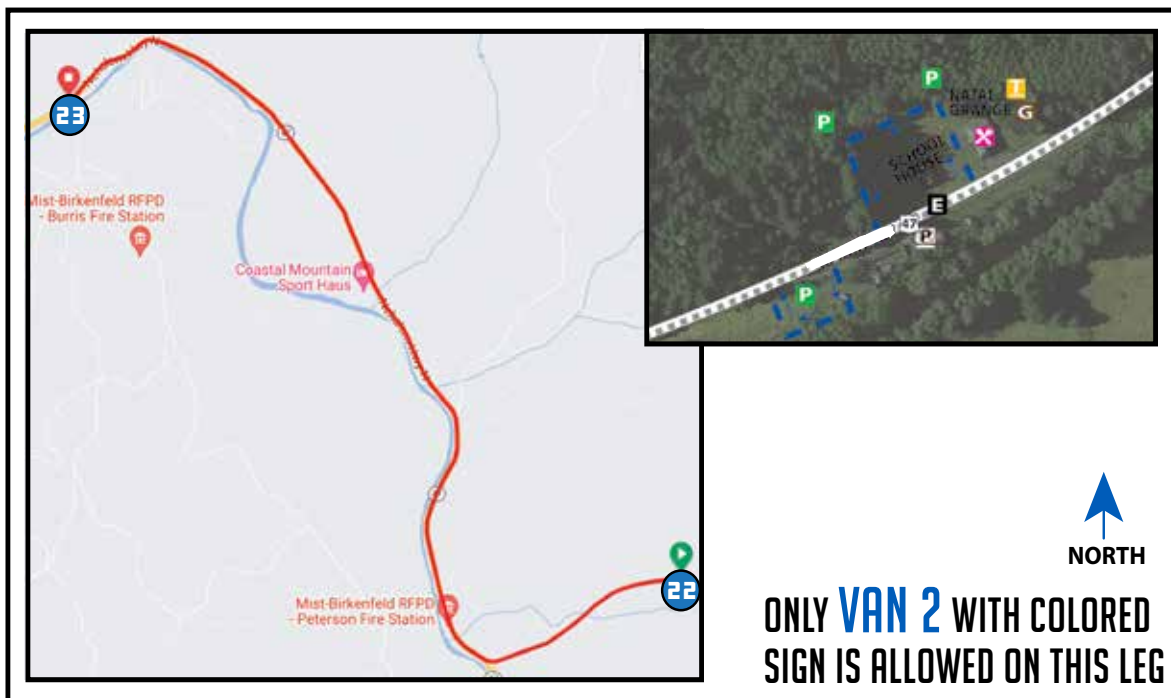 23
Mist-Birkenfeld RFPD
- Burris Fire Station
Coastal Mountain
Sport Haus
Mist-Birkenfeld RFPD
- Peterson Fire Station
22
P
P
NATAL
GRANGE
T
G
SCHOOL
HOUSE
E
47
P
P
NORTH
ONLY VAN 2 WITH COLORED
SIGN IS ALLOWED ON THIS LEG